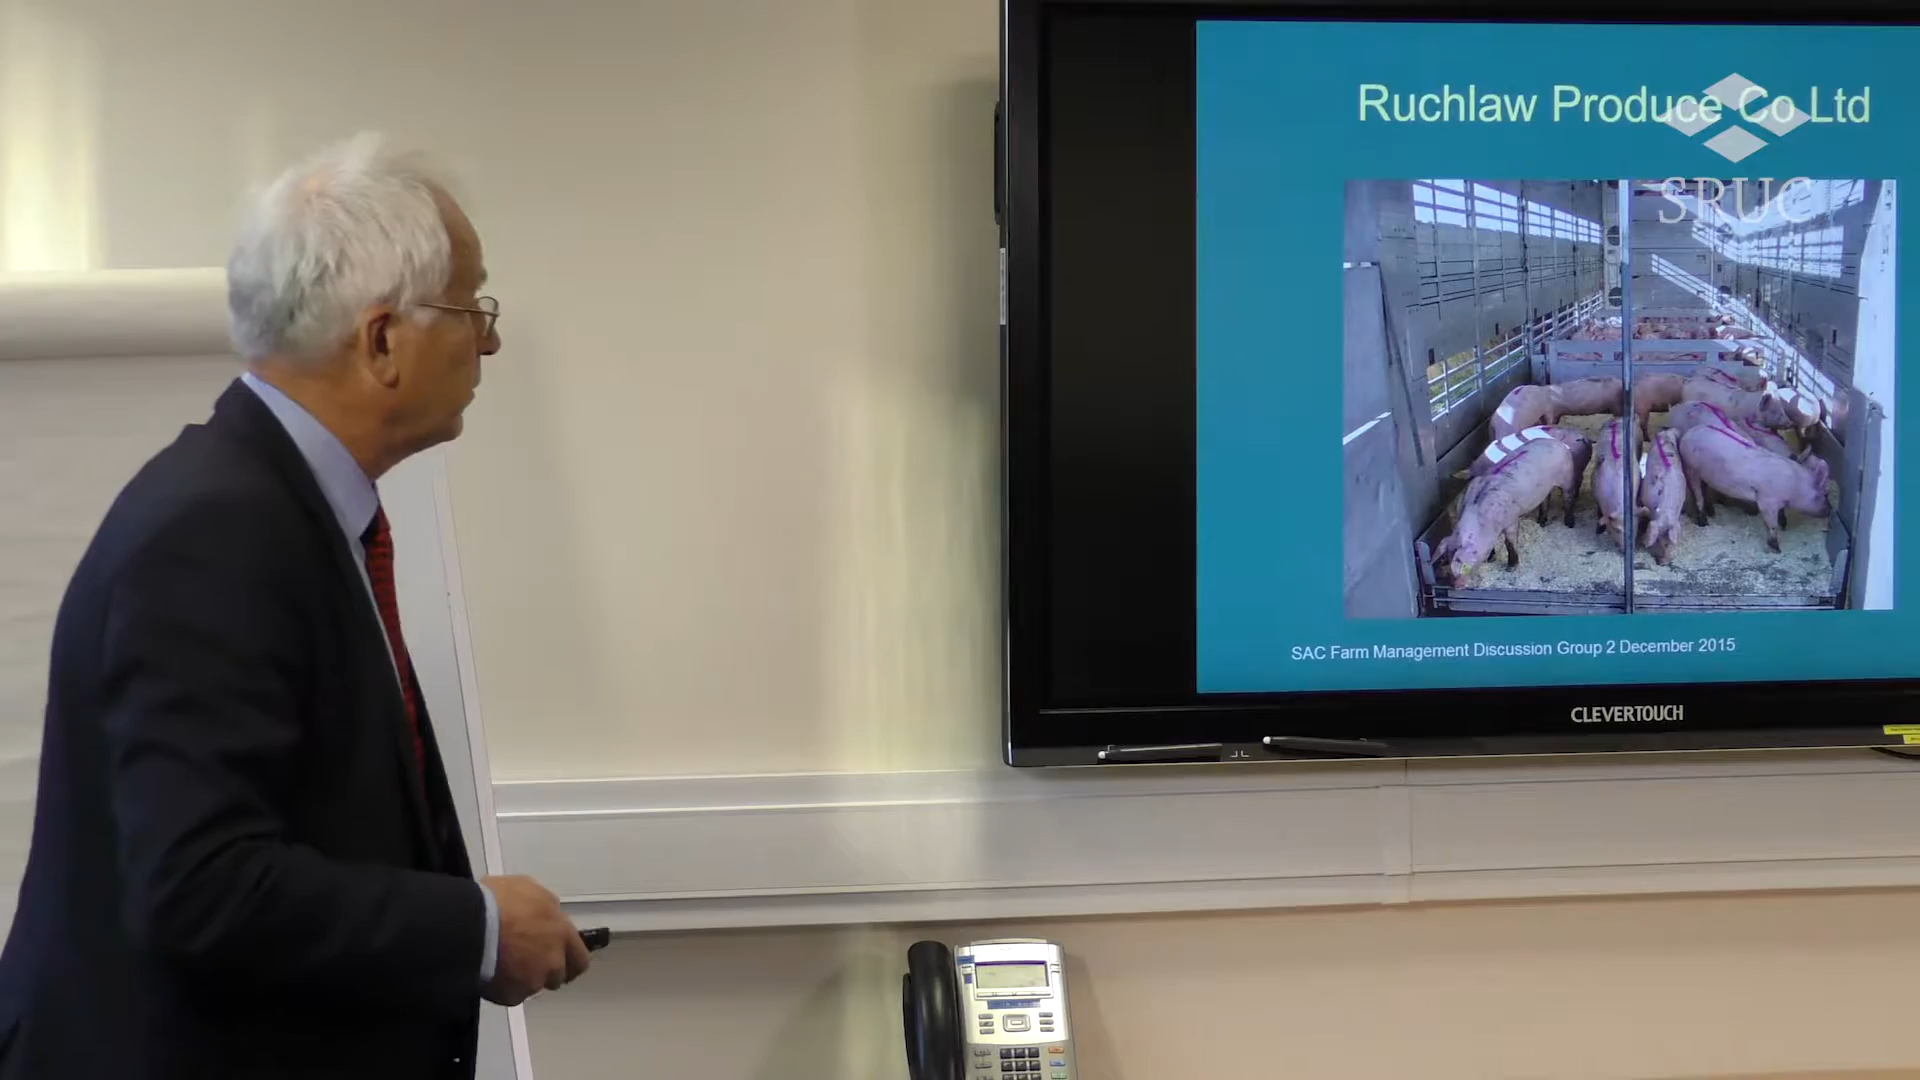 Ruchlaw Produce Co Ltd
SRUC
SAC Farm Management Discussion Group 2 December 2015
CLEVERTOUCH